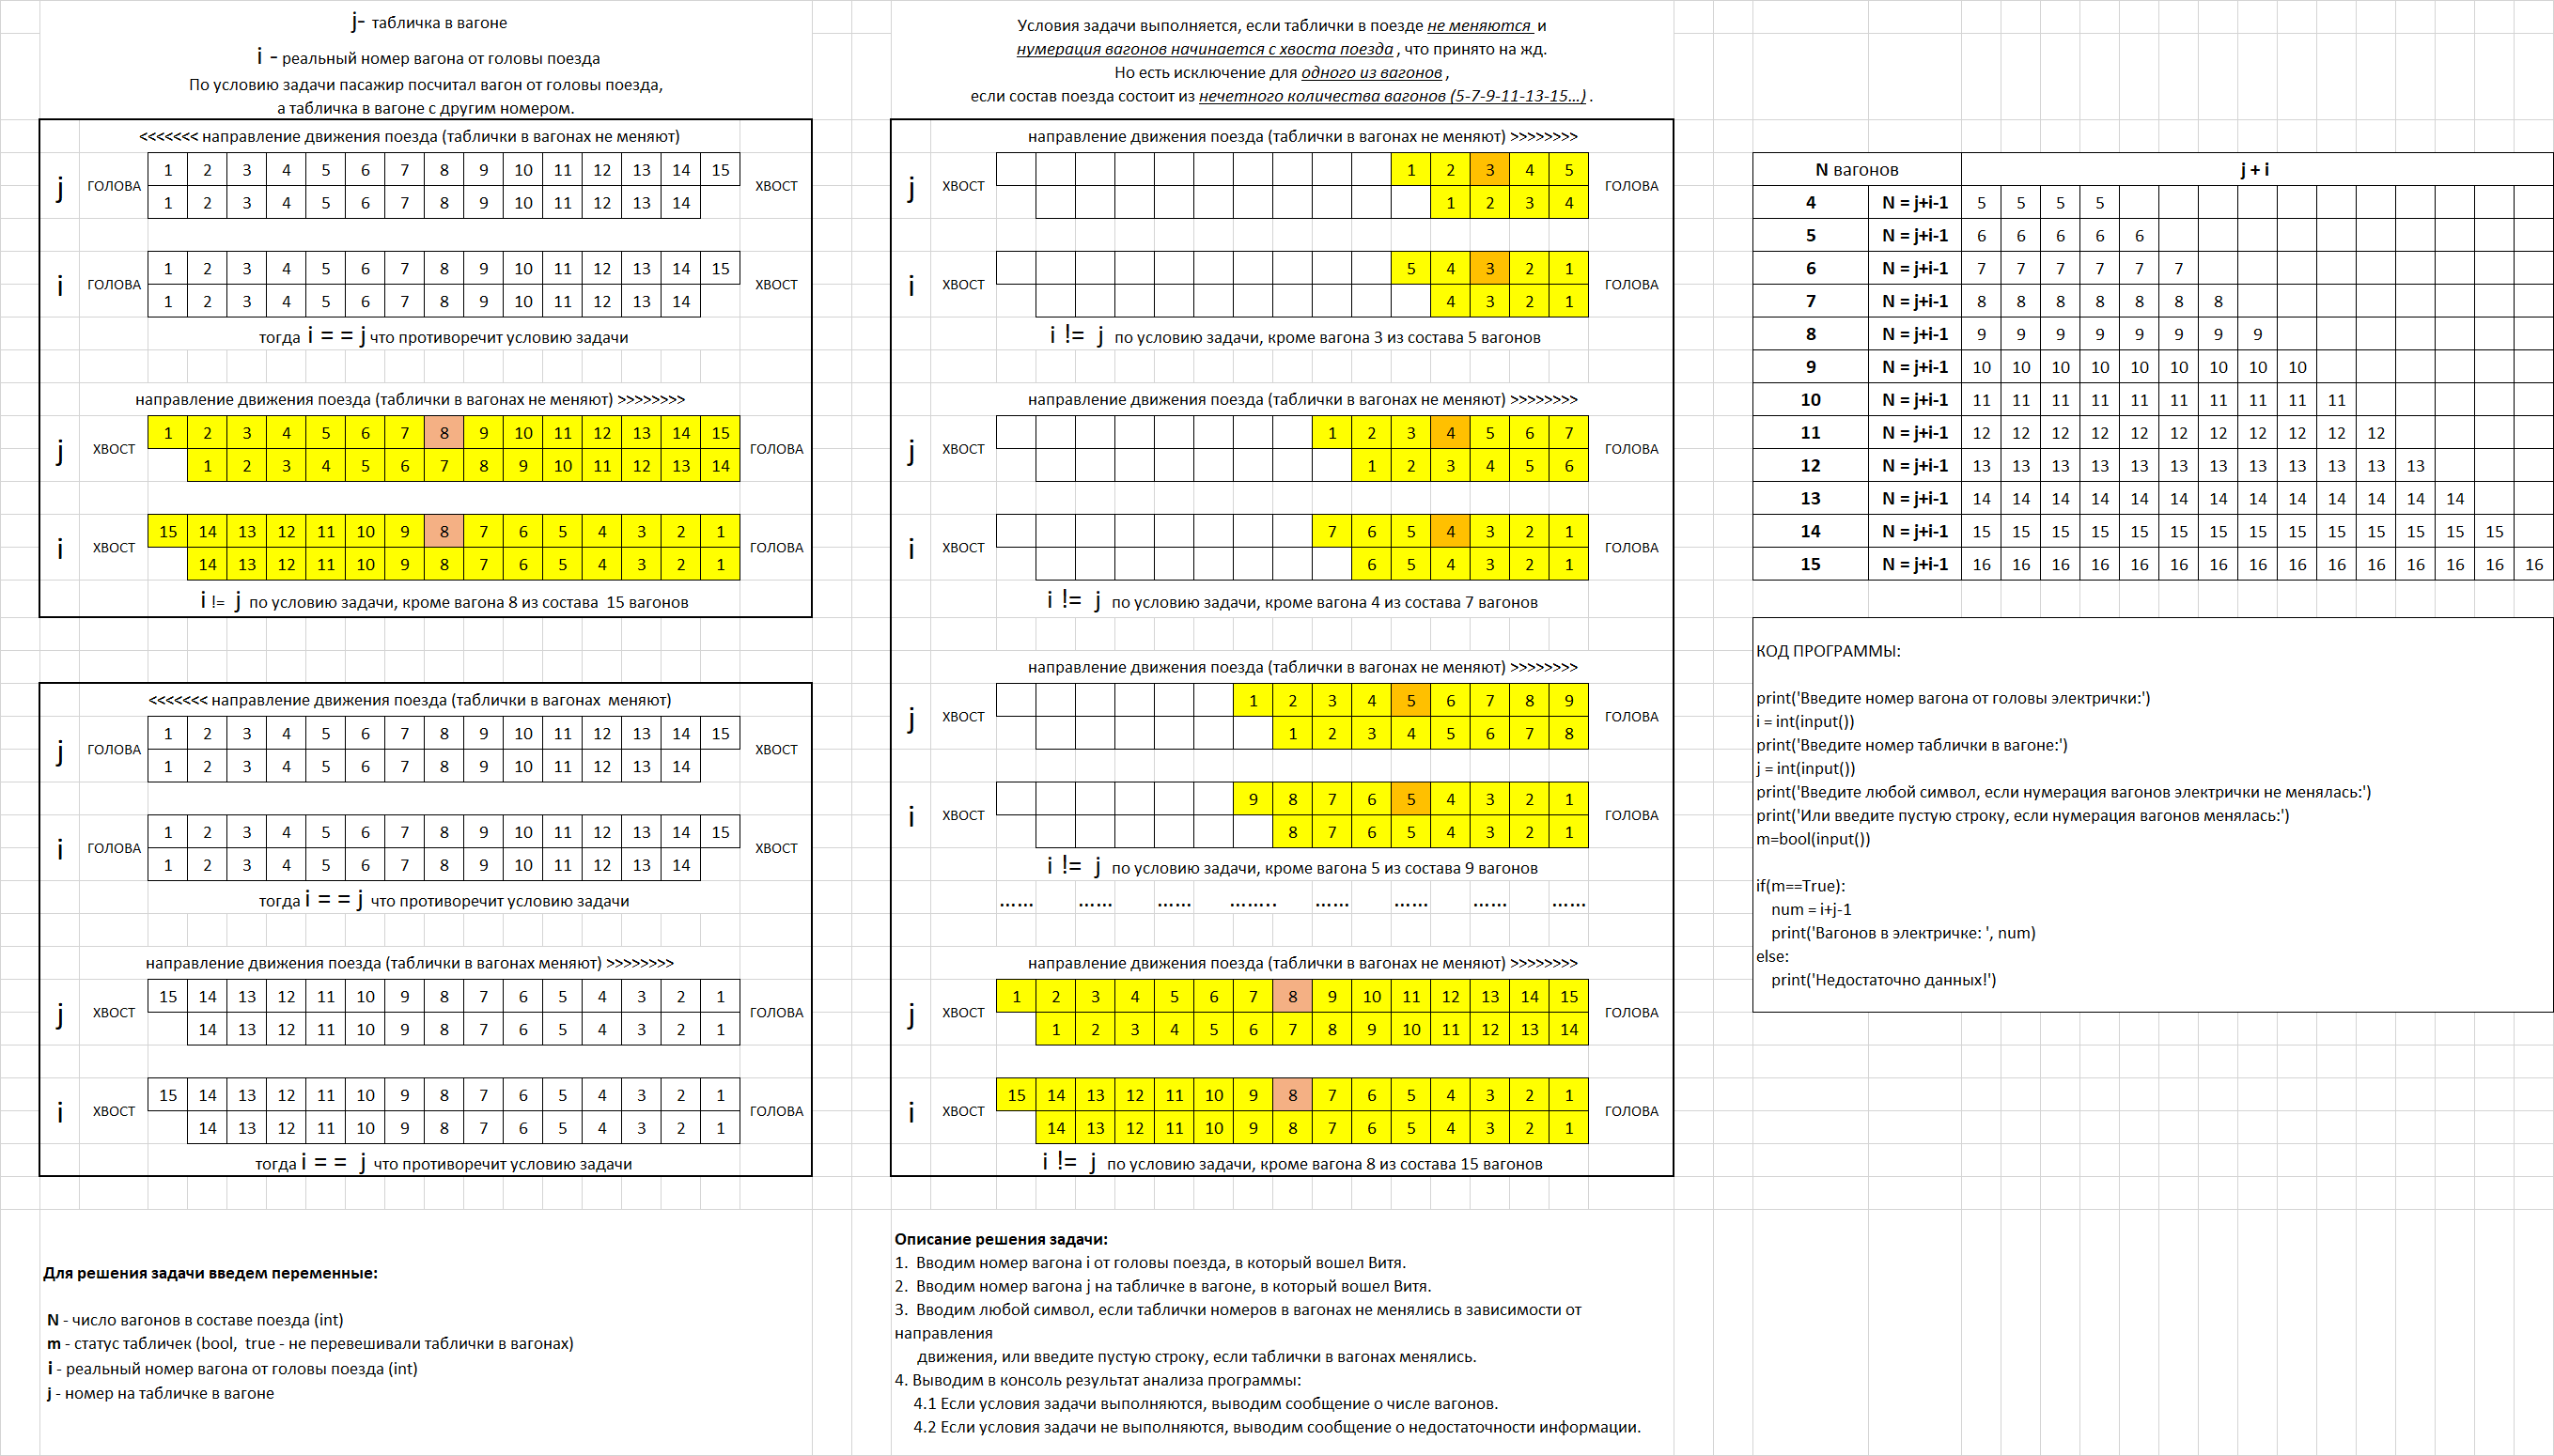 j- табличка в вагоне
i - реальный номер вагона от головы поезда
По условию задачи пасажир посчитал вагон от головы поезда,
а табличка в вагоне с другим номером.
<<<<<<< направление движения поезда (таблички в вагонах не меняют)
j ГОЛОВА 1 2 3 4 5 6 7 8 9 10 11 12 13 14 15 ХВОСТ
1 2 3 4 5 6 7 8 9 10 11 12 13 14
i ГОЛОВА 1 2 3 4 5 6 7 8 9 10 11 12 13 14 15 ХВОСТ
1 2 3 4 5 6 7 8 9 10 11 12 13 14
тогда i = = j что противоречит условию задачи
направление движения поезда (таблички в вагонах не меняют) >>>>>>>>
j ХВОСТ 1 2 3 4 5 6 7 8 9 10 11 12 13 14 15 ГОЛОВА
1 2 3 4 5 6 7 8 9 10 11 12 13 14
i ХВОСТ 15 14 13 12 11 10 9 8 7 6 5 4 3 2 1 ГОЛОВА
14 13 12 11 10 9 8 7 6 5 4 3 2 1
i != j по условию задачи, кроме вагона 8 из состава 15 вагонов
<<<<<<< направление движения поезда (таблички в вагонах меняют)
j ГОЛОВА 1 2 3 4 5 6 7 8 9 10 11 12 13 14 15 ХВОСТ
1 2 3 4 5 6 7 8 9 10 11 12 13 14
i ГОЛОВА 1 2 3 4 5 6 7 8 9 10 11 12 13 14 15 ХВОСТ
1 2 3 4 5 6 7 8 9 10 11 12 13 14
тогда i = = j что противоречит условию задачи
направление движения поезда (таблички в вагонах меняют) >>>>>>>>
j ХВОСТ 15 14 13 12 11 10 9 8 7 6 5 4 3 2 1 ГОЛОВА
14 13 12 11 10 9 8 7 6 5 4 3 2 1
i ХВОСТ 15 14 13 12 11 10 9 8 7 6 5 4 3 2 1 ГОЛОВА
14 13 12 11 10 9 8 7 6 5 4 3 2 1
тогда i = = j что противоречит условию задачи
Для решения задачи введем переменные:
N - число вагонов в составе поезда (int)
m - статус табличек (bool, true - не перевешивали таблички в вагонах)
i - реальный номер вагона от головы поезда (int)
j - номер на табличке в вагоне
Условия задачи выполняется, если таблички в поезде не меняются и
нумерация вагонов начинается с хвоста поезда , что принято на жд.
Но есть исключение для одного из вагонов ,
если состав поезда состоит из нечетного количества вагонов (5-7-9-11-13-15...) .
направление движения поезда (таблички в вагонах не меняют) >>>>>>>>
j ХВОСТ 1 2 3 4 5 ГОЛОВА
1 2 3 4
i ХВОСТ 5 4 3 2 1 ГОЛОВА
4 3 2 1
i != j по условию задачи, кроме вагона 3 из состава 5 вагонов
направление движения поезда (таблички в вагонах не меняют) >>>>>>>>
j ХВОСТ 1 2 3 4 5 6 7 ГОЛОВА
1 2 3 4 5 6
i ХВОСТ 7 6 5 4 3 2 1 ГОЛОВА
6 5 4 3 2 1
i != j по условию задачи, кроме вагона 4 из состава 7 вагонов
направление движения поезда (таблички в вагонах не меняют) >>>>>>>>
j ХВОСТ 1 2 3 4 5 6 7 8 9 ГОЛОВА
1 2 3 4 5 6 7 8
i ХВОСТ 9 8 7 6 5 4 3 2 1 ГОЛОВА
8 7 6 5 4 3 2 1
i != j по условию задачи, кроме вагона 5 из состава 9 вагонов
...... ...... ...... ........ ...... ...... ...... ......
направление движения поезда (таблички в вагонах не меняют) >>>>>>>>
j ХВОСТ 1 2 3 4 5 6 7 8 9 10 11 12 13 14 15 ГОЛОВА
1 2 3 4 5 6 7 8 9 10 11 12 13 14
i ХВОСТ 15 14 13 12 11 10 9 8 7 6 5 4 3 2 1 ГОЛОВА
14 13 12 11 10 9 8 7 6 5 4 3 2 1
i != j по условию задачи, кроме вагона 8 из состава 15 вагонов
Описание решения задачи:
1. Вводим номер вагона i от головы поезда, в который вошел Витя.
2. Вводим номер вагона j на табличке в вагоне, в который вошел Витя.
3. Вводим любой символ, если таблички номеров в вагонах не менялись в зависимости от
направления
движения, или введите пустую строку, если таблички в вагонах менялись.
4. Выводим в консоль результат анализа программы:
4.1 Если условия задачи выполняются, выводим сообщение о числе вагонов.
4.2 Если условия задачи не выполняются, выводим сообщение о недостаточности информации.
N вагонов j + i
4 N = j+i-1 5 5 5 5
5 N = j+i-1 6 6 6 6 6
6 N = j+i-1 7 7 7 7 7 7
7 N = j+i-1 8 8 8 8 8 8 8
8 N = j+i-1 9 9 9 9 9 9 9 9
9 N = j+i-1 10 10 10 10 10 10 10 10 10
10 N = j+i-1 11 11 11 11 11 11 11 11 11 11
11 N = j+i-1 12 12 12 12 12 12 12 12 12 12 12
12 N = j+i-1 13 13 13 13 13 13 13 13 13 13 13 13
13 N = j+i-1 14 14 14 14 14 14 14 14 14 14 14 14 14
14 N = j+i-1 15 15 15 15 15 15 15 15 15 15 15 15 15 15
15 N = j+i-1 16 16 16 16 16 16 16 16 16 16 16 16 16 16 16
КОД ПРОГРАММЫ:
print('Введите номер вагона от головы электрички:')
i = int(input())
print('Введите номер таблички в вагоне:')
j = int(input())
print('Введите любой символ, если нумерация вагонов электрички не менялась:')
print('Или введите пустую строку, если нумерация вагонов менялась:')
m=bool(input())
if(m==True):
num = i+j-1
print('Вагонов в электричке: ', num)
else:
print('Недостаточно данных!')